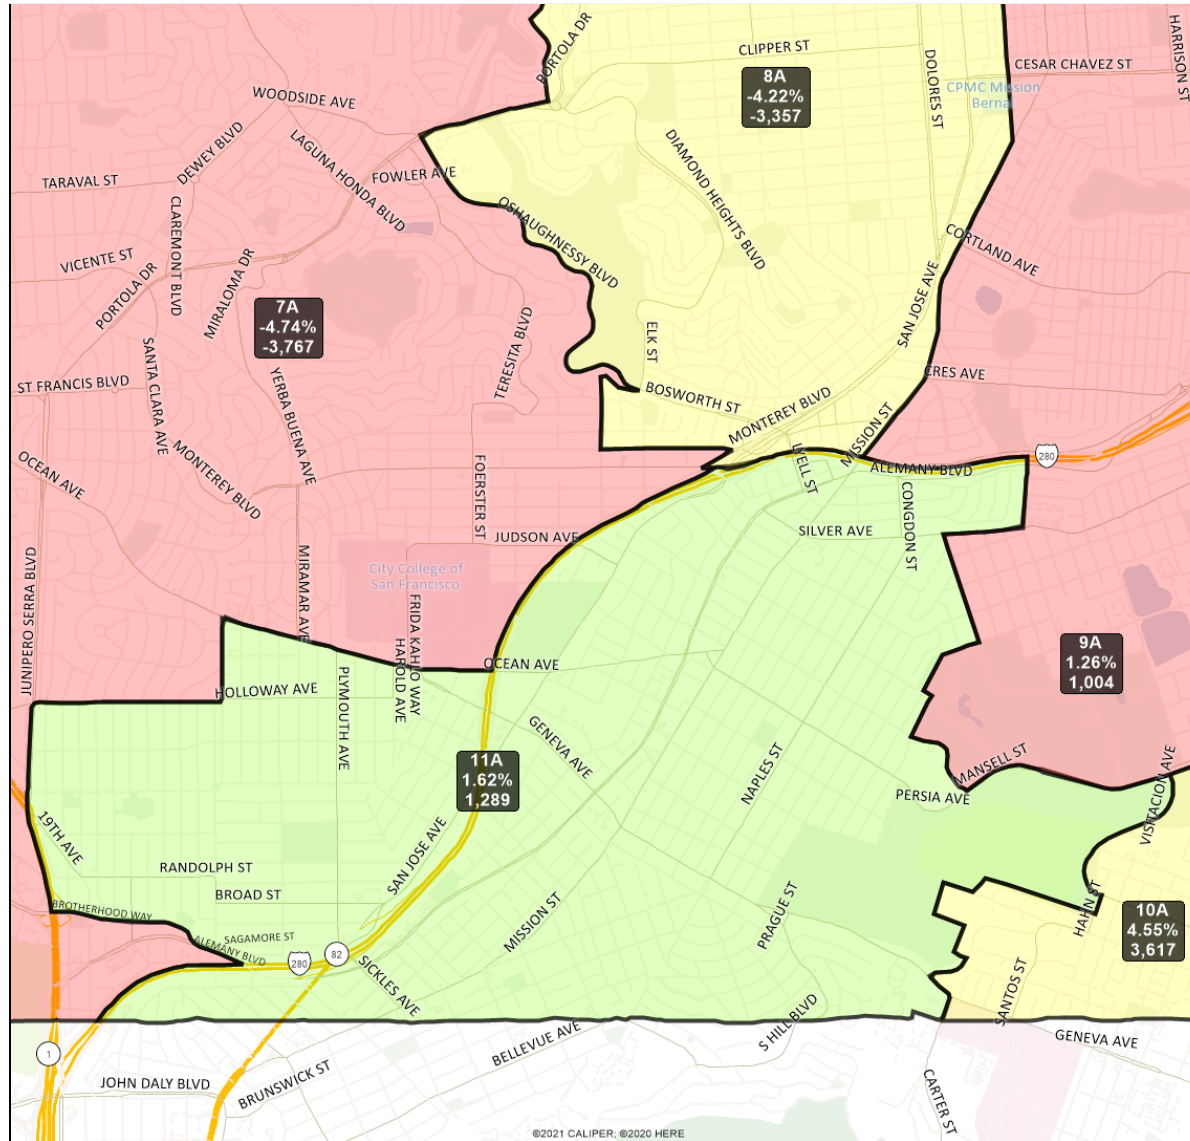 PORTOLA DR
CLIPPER ST
DOLORES ST
HARRISON ST
CESAR CHAVEZ ST
8A
-4.22%
-3,357
CPMC Mission
Bernal
WOODSIDE AVE
DEWEY BLVD
LAGUNA HONDA BLVD
FOWLER AVE
DIAMOND HEIGHTS BLVD
TARAVAL ST
CLAREMONT BLVD
OSHAUGHNESSY BLVD
CORTLAND AVE
VICENTE ST
PORTOLA DR
MIRALOMA DR
SAN JOSE AVE
7A
-4.74%
-3,767
TERESITA BLVD
ELK ST
SANTA CLARA AVE
ST FRANCIS BLVD
YERBA BUENA AVE
CRES AVE
BOSWORTH ST
MONTEREY BLVD
MISSION ST
OCEAN AVE
MONTEREY BLVD
FOERSTER ST
LYELL ST
ALEMANY BLVD
280
CONGDON ST
SILVER AVE
JUDSON AVE
JUNIPERO SERRA BLVD
MIRAMAR AVE
City College of
San Francisco
FRIDA KAHLO WAY
HAROLD AVE
OCEAN AVE
9A
1.26%
1,004
HOLLOWAY AVE
PLYMOUTH AVE
GENEVA AVE
11A
1.62%
1,289
NAPLES ST
MANSELL ST
PERSIA AVE
VISITACION AVE
19TH AVE
SAN JOSE AVE
RANDOLPH ST
BROAD ST
BROTHERHOOD WAY
SAGAMORE ST
ALEMANY BLVD
280
82
SICKLES AVE
MISSION ST
PRAGUE ST
HAHN ST
10A
4.55%
3,617
SANTOS ST
S HILL BLVD
BELLEVUE AVE
GENEVA AVE
1
JOHN DALY BLVD
BRUNSWICK ST
CARTER ST
©2021 CALIPER; ©2020 HERE